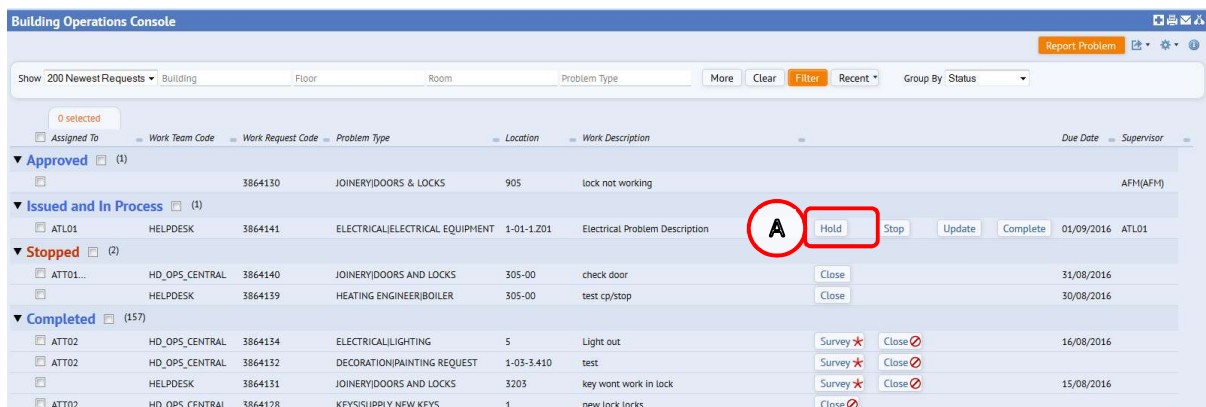 Building Operations Console
Report Problem
Show 200 Newest Requests Building Floor Room Problem Type More Clear Filter Recent Group By Status
0 selected
Assigned To Work Team Code Work Request Code Problem Type Location Work Description Due Date Supervisor
Approved (1)
3864130 JOINERY|DOORS & LOCKS 905 lock not working AFM(AFM)
Issued and In Process (1)
ATL01 HELPDESK 3864141 ELECTRICAL|ELECTRICAL EQUIPMENT 1-01-1.Z01 Electrical Problem Description A Hold Stop Update Complete 01/09/2016 ATL01
Stopped (2)
ATT01... HD_OPS_CENTRAL 3864140 JOINERY|DOORS AND LOCKS 305-00 check door Close 31/08/2016
HELPDESK 3864139 HEATING ENGINEER|BOILER 305-00 test cp/stop Close 30/08/2016
Completed (157)
ATT02 HD_OPS_CENTRAL 3864134 ELECTRICAL|LIGHTING 5 Light out Survey Close 16/08/2016
ATT02 HD_OPS_CENTRAL 3864132 DECORATION|PAINTING REQUEST 1-03-3.410 test Survey Close
HELPDESK 3864131 JOINERY|DOORS AND LOCKS 3203 key wont work in lock Survey Close 15/08/2016
ATT02 HD_OPS_CENTRAL 3864128 KEYS|SUPPLY NEW KEYS 1 new lock locks Close